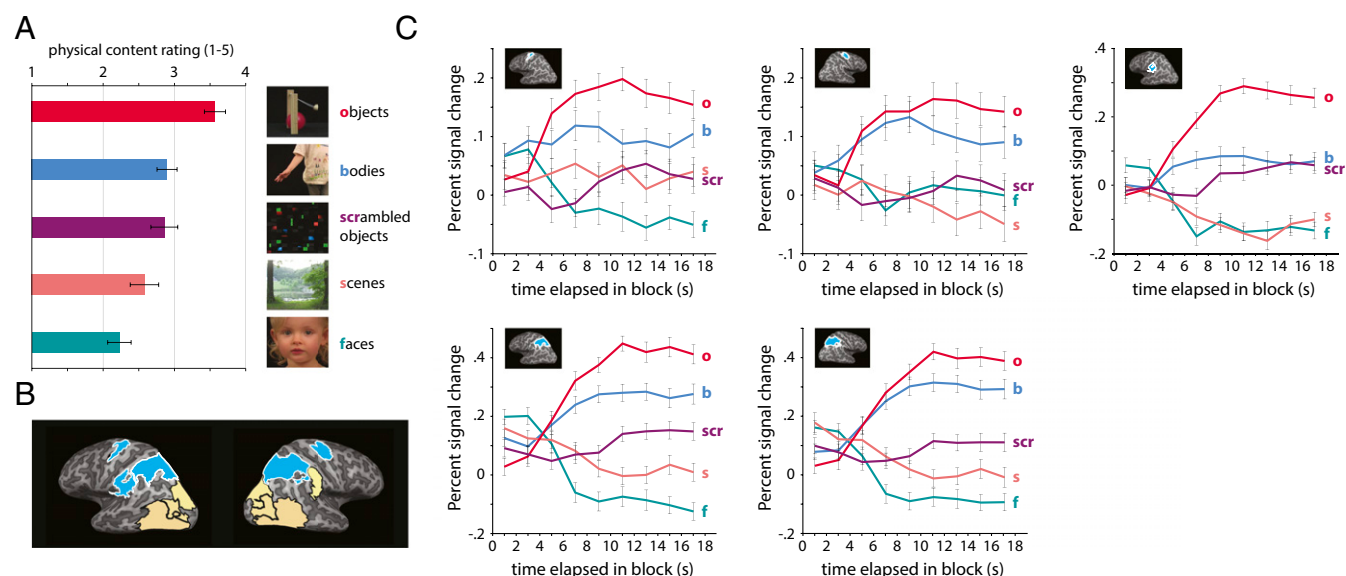 A
physical content rating (1-5)
1 2 3 4
objects
bodies
scrambled
objects
scenes
faces
B
C
Percent signal change
.2
.1
0
-.1
o
b
s
scr
f
0 2 4 6 8 10 12 14 16 18
time elapsed in block (s)
Percent signal change
.2
.1
0
-.1
o
b
scr
f
s
0 2 4 6 8 10 12 14 16 18
time elapsed in block (s)
Percent signal change
.4
.2
0
-.2
o
b
scr
s
f
0 2 4 6 8 10 12 14 16 18
time elapsed in block (s)
Percent signal change
.4
.2
0
-.2
o
b
scr
s
f
0 2 4 6 8 10 12 14 16 18
time elapsed in block (s)
Percent signal change
.4
.2
0
-.2
o
b
scr
s
f
0 2 4 6 8 10 12 14 16 18
time elapsed in block (s)